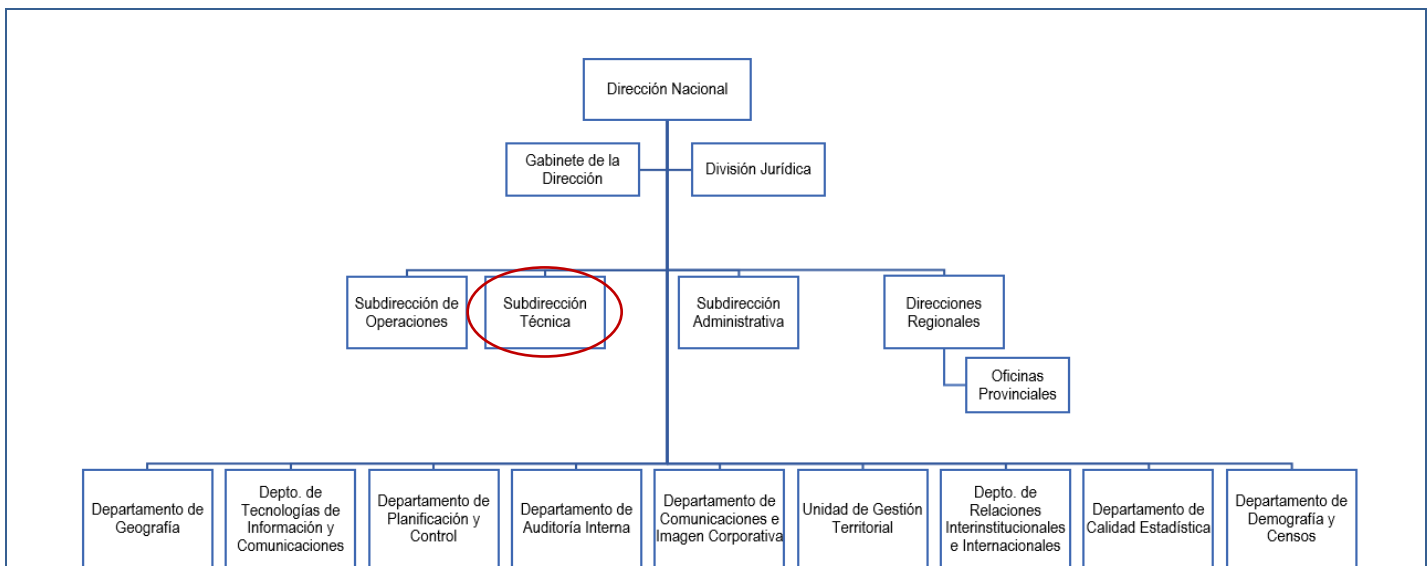 Dirección Nacional
Gabinete de la
Dirección
División Jurídica
Subdirección de
Operaciones
Subdirección
Técnica
Subdirección
Administrativa
Direcciones
Regionales
Oficinas
Provinciales
Departamento de
Geografía
Depto. de
Tecnologías de
Información y
Comunicaciones
Departamento de
Planificación y
Control
Departamento de
Auditoría Interna
Departamento de
Comunicaciones e
Imagen Corporativa
Unidad de Gestión
Territorial
Depto. de
Relaciones
Interinstitucionales
e Internacionales
Departamento de
Calidad Estadística
Departamento de
Demografía y
Censos